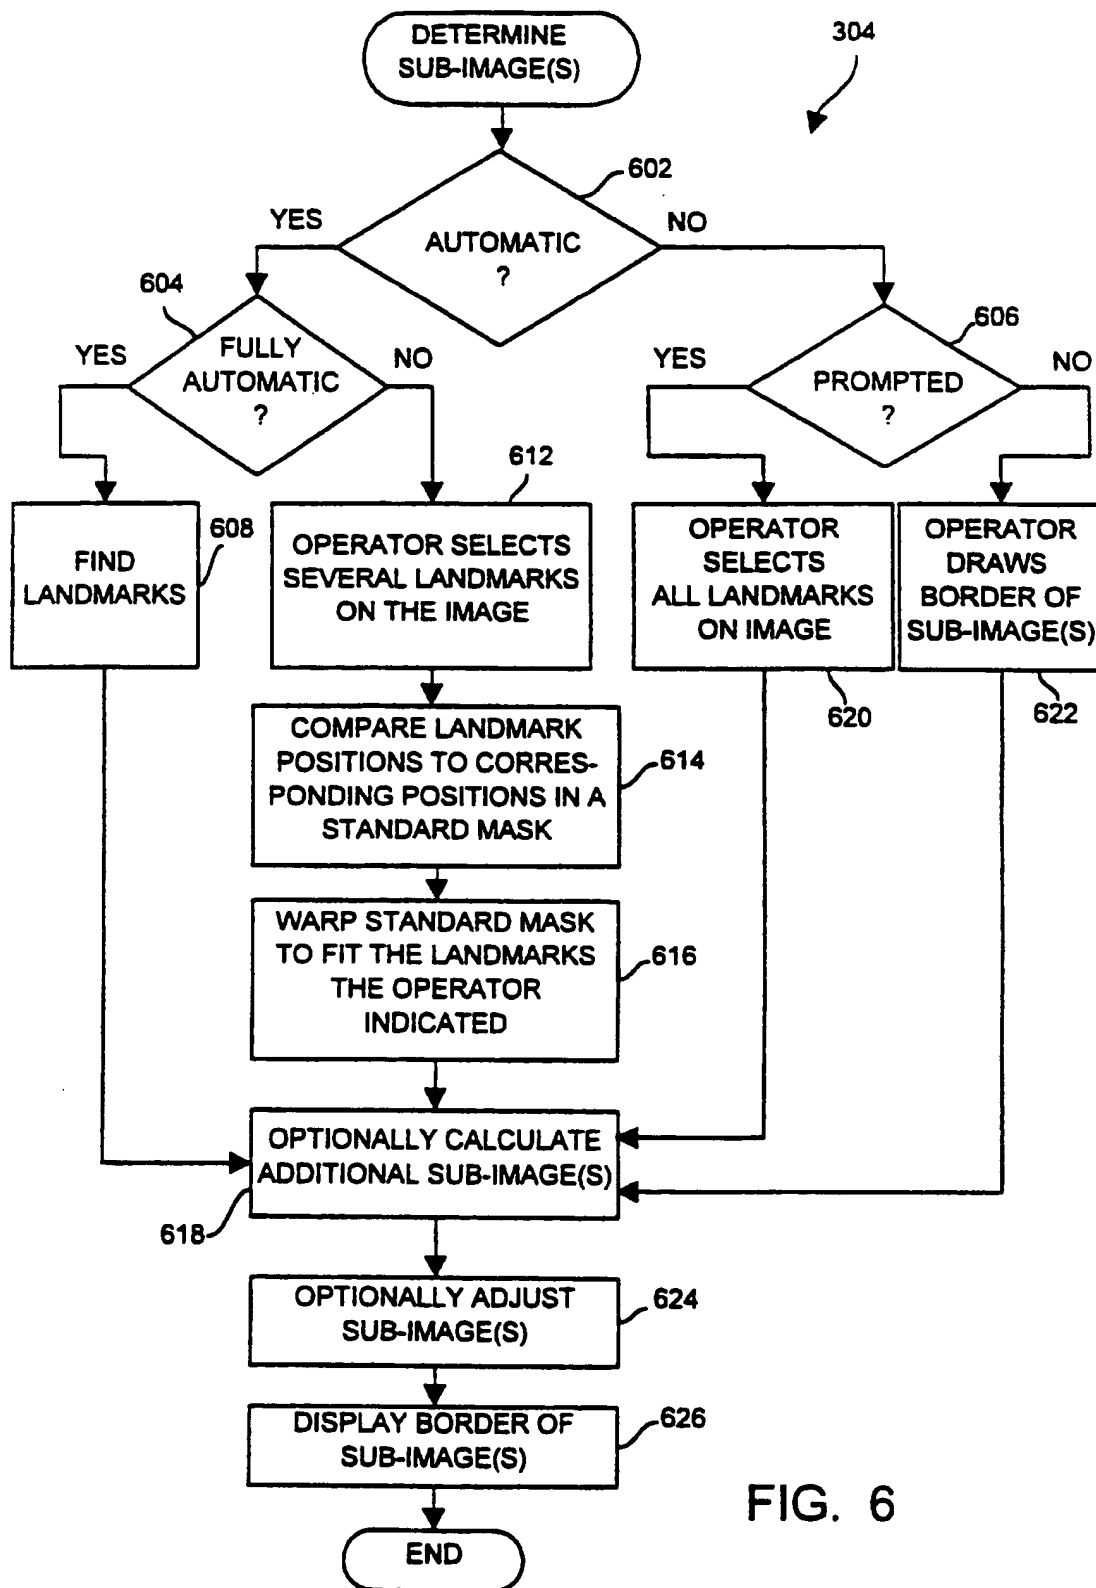 DETERMINE
SUB-IMAGE(S)
304
602
YES
NO
AUTOMATIC
?
604
606
YES
FULLY
AUTOMATIC
?
NO
YES
PROMPTED
?
NO
612
608
FIND
LANDMARKS
OPERATOR SELECTS
SEVERAL LANDMARKS
ON THE IMAGE
OPERATOR
SELECTS
ALL LANDMARKS
ON IMAGE
OPERATOR
DRAWS
BORDER OF
SUB-IMAGE(S)
620
622
COMPARE LANDMARK
POSITIONS TO CORRES-
PONDING POSITIONS IN A
STANDARD MASK
614
WARP STANDARD MASK
TO FIT THE LANDMARKS
THE OPERATOR
INDICATED
616
OPTIONALLY CALCULATE
ADDITIONAL SUB-IMAGE(S)
618
OPTIONALLY ADJUST
SUB-IMAGE(S)
624
DISPLAY BORDER OF
SUB-IMAGE(S)
626
END
FIG. 6